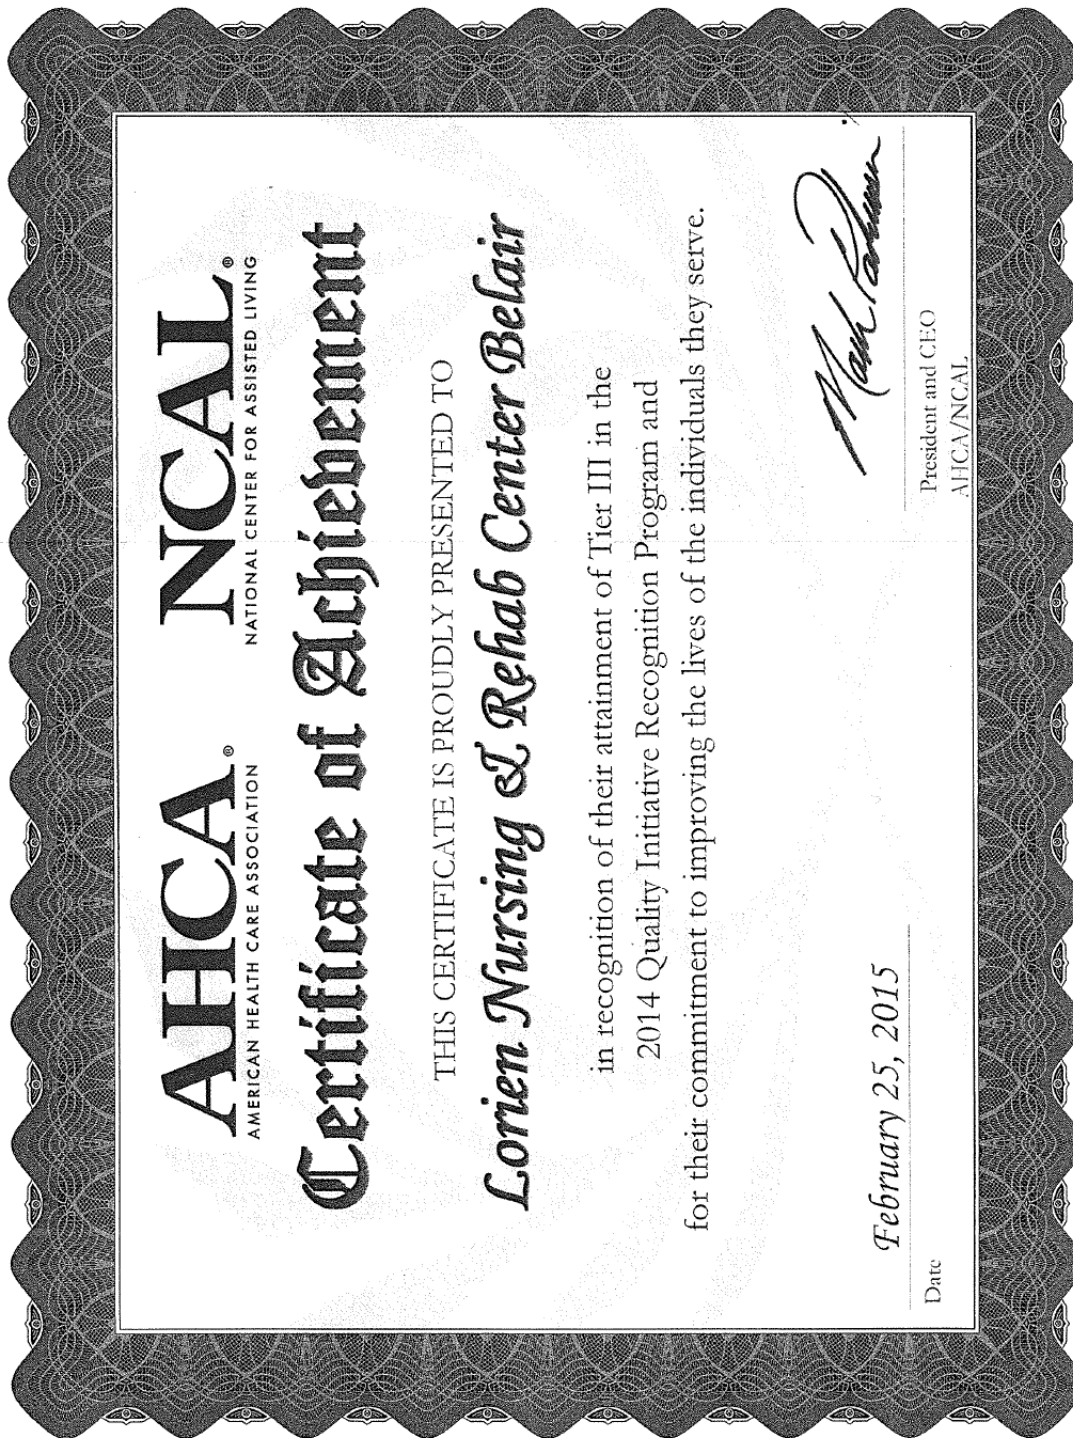 AHCA® NCAL®
AMERICAN HEALTH CARE ASSOCIATION NATIONAL CENTER FOR ASSISTED LIVING
Certificate of Achievement
THIS CERTIFICATE IS PROUDLY PRESENTED TO
Lorien Nursing & Rehab Center Belair
in recognition of their attainment of Tier III in the
2014 Quality Initiative Recognition Program and
for their commitment to improving the lives of the individuals they serve.
February 25, 2015 Mark Parkinson
Date President and CEO
AHCA/NCAL